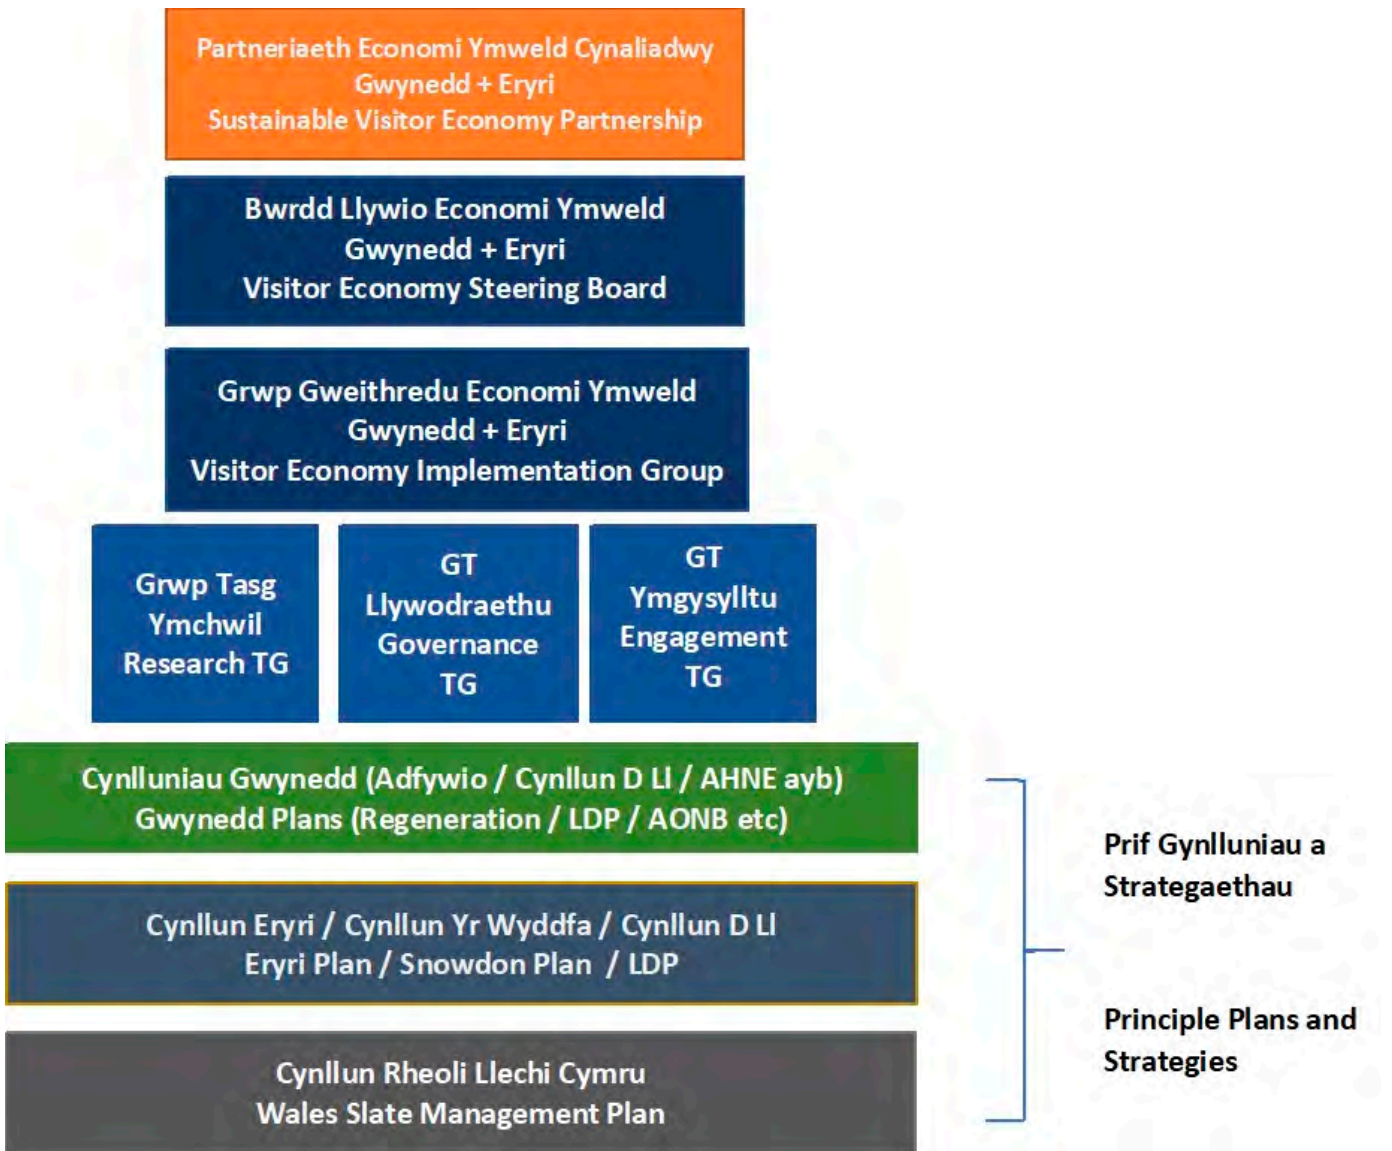 Partneriaeth Economi Ymweld Cynaliadwy
Gwynedd + Eryri
Sustainable Visitor Economy Partnership
Bwrdd Llywio Economi Ymweld
Gwynedd + Eryri
Visitor Economy Steering Board
Grwp Gweithredu Economi Ymweld
Gwynedd + Eryri
Visitor Economy Implementation Group
Grwp Tasg
Ymchwil
Research TG
GT
Llywodraethu
Governance
TG
GT
Ymgysylltu
Engagement
TG
Cynlluniau Gwynedd (Adfywio / Cynllun D Ll / AHNE ayb)
Gwynedd Plans (Regeneration / LDP / AONB etc)
Cynllun Eryri / Cynllun Yr Wyddfa / Cynllun D Ll
Eryri Plan / Snowdon Plan / LDP
Cynllun Rheoli Llechi Cymru
Wales Slate Management Plan
Prif Gynlluniau a
Strategaethau
Principle Plans and
Strategies